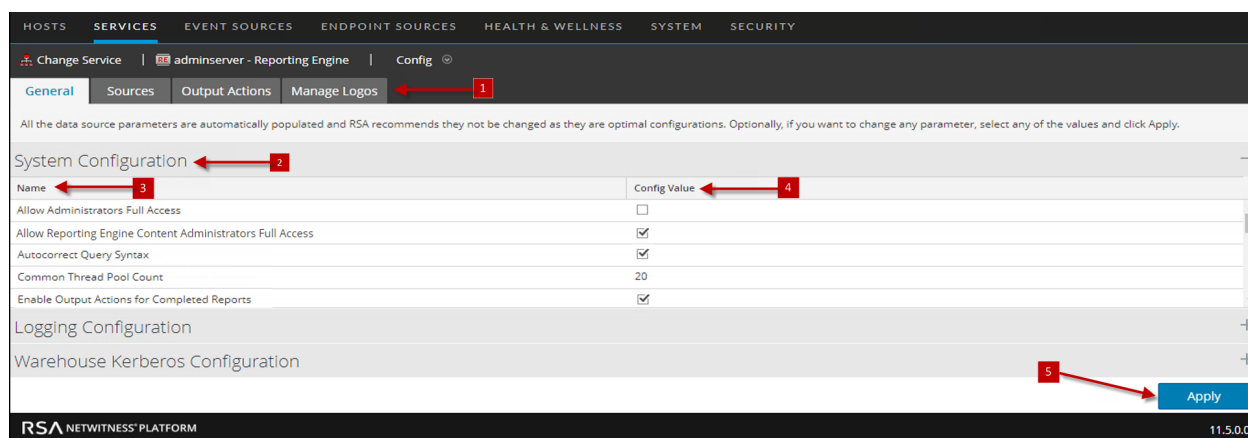 HOSTS SERVICES EVENT SOURCES ENDPOINT SOURCES HEALTH & WELLNESS SYSTEM SECURITY
Change Service | RE adminserver - Reporting Engine | Config
General Sources Output Actions Manage Logos 1
All the data source parameters are automatically populated and RSA recommends they not be changed as they are optimal configurations. Optionally, if you want to change any parameter, select any of the values and click Apply.
System Configuration 2
Name 3 Config Value 4
Allow Administrators Full Access
Allow Reporting Engine Content Administrators Full Access
Autocorrect Query Syntax
Common Thread Pool Count 20
Enable Output Actions for Completed Reports
Logging Configuration
Warehouse Kerberos Configuration
5
Apply
RSA NETWITNESS® PLATFORM 11.5.0.0